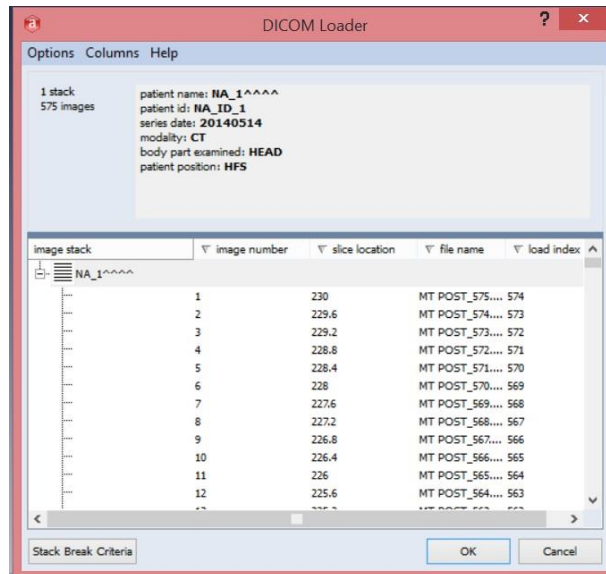 a DICOM Loader ? ×
Options Columns Help
1 stack
575 images
patient name: NA_1^^^^
patient id: NA_ID_1
series date: 20140514
modality: CT
body part examined: HEAD
patient position: HFS
image stack image number slice location file name load index
NA_1^^^^
1 230 MT POST_575.... 574
2 229.6 MT POST_574.... 573
3 229.2 MT POST_573.... 572
4 228.8 MT POST_572.... 571
5 228.4 MT POST_571.... 570
6 228 MT POST_570.... 569
7 227.6 MT POST_569.... 568
8 227.2 MT POST_568.... 567
9 226.8 MT POST_567.... 566
10 226.4 MT POST_566.... 565
11 226 MT POST_565.... 564
12 225.6 MT POST_564.... 563
Stack Break Criteria OK Cancel